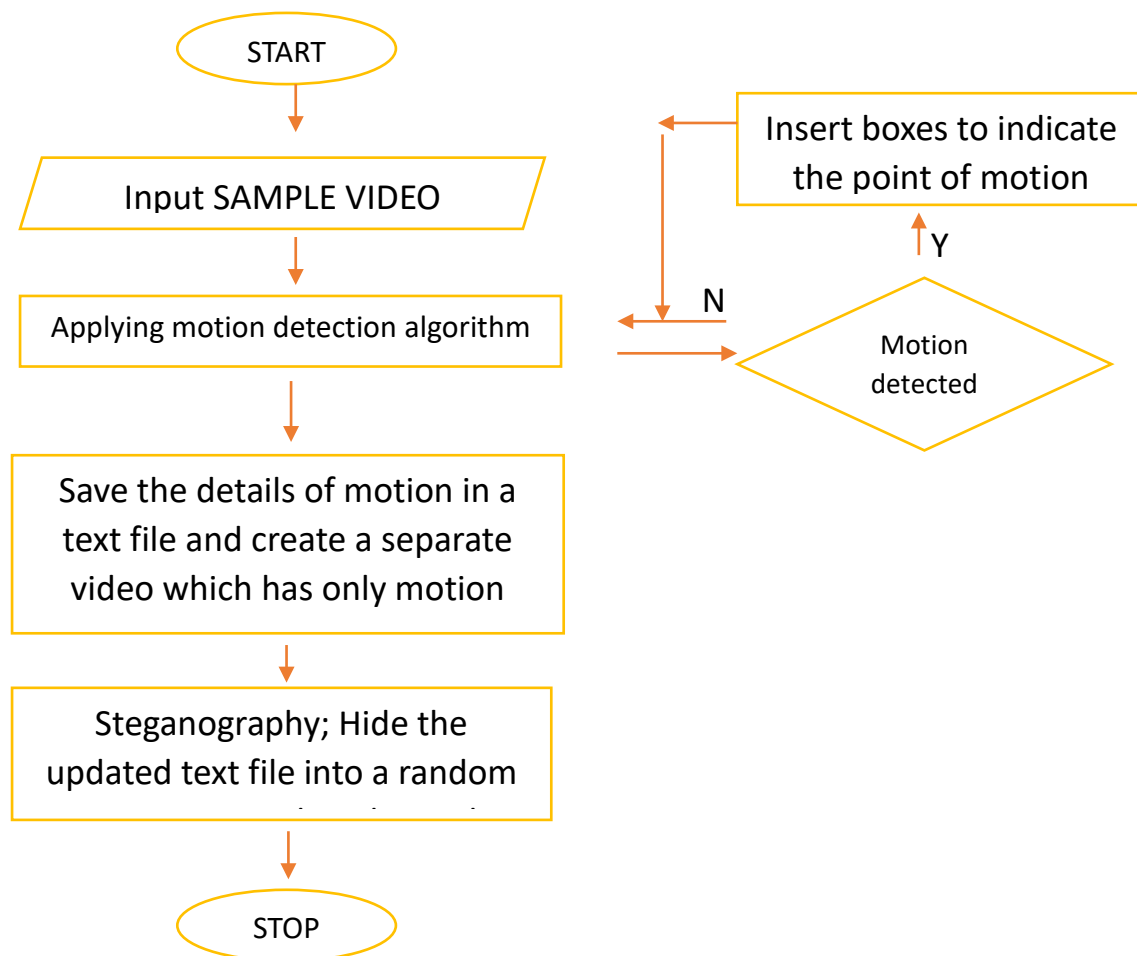 START
Input SAMPLE VIDEO
Applying motion detection algorithm
Save the details of motion in a
text file and create a separate
video which has only motion
Steganography; Hide the
updated text file into a random
STOP
Insert boxes to indicate
the point of motion
Y
N
Motion
detected